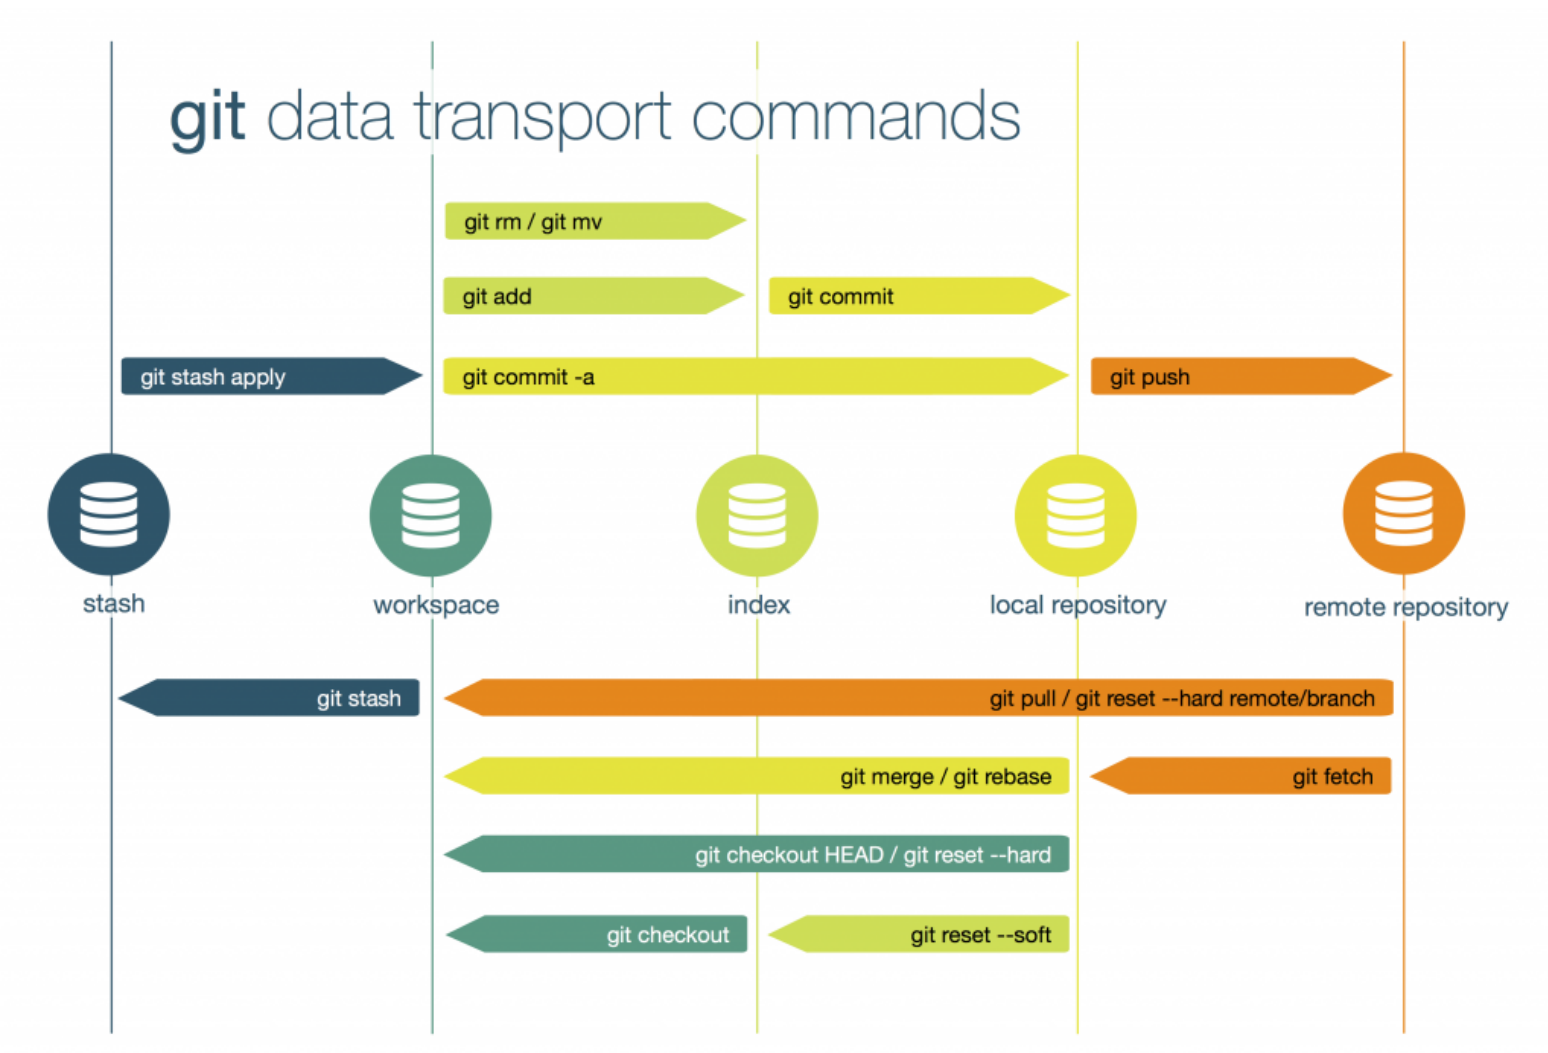 git data transport commands
git rm / git mv
git add
git commit
git stash apply
git commit -a
git push
stash
workspace
index
local repository
remote repository
git stash
git pull / git reset --hard remote/branch
git merge / git rebase
git fetch
git checkout HEAD / git reset --hard
git checkout
git reset --soft